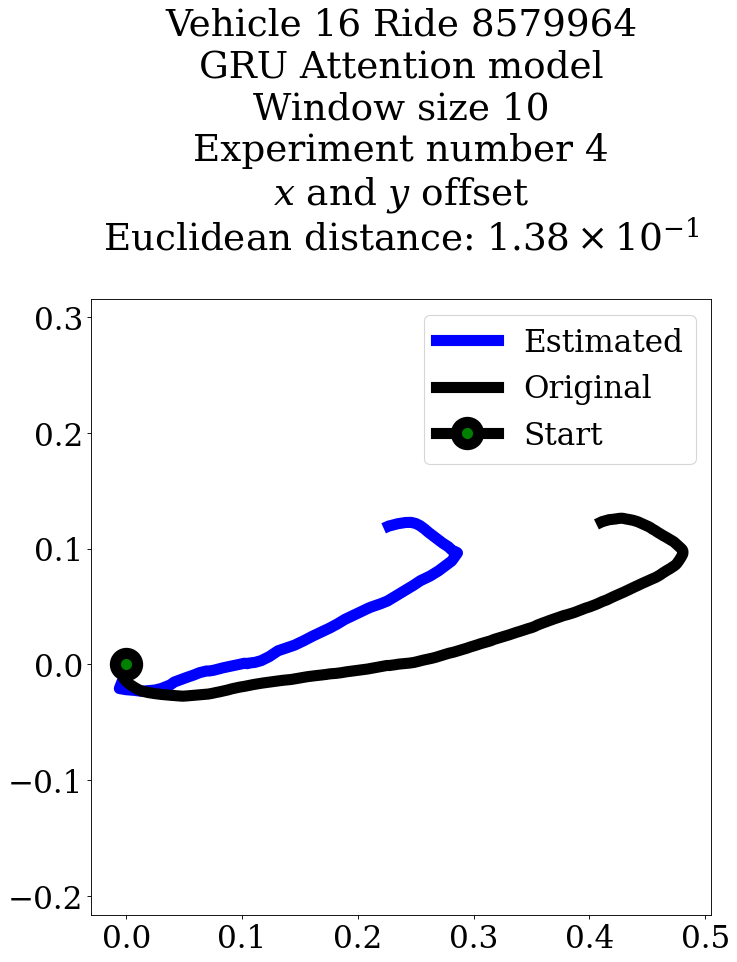 Vehicle 16 Ride 8579964
GRU Attention model
Window size 10
Experiment number 4
x and y offset
Euclidean distance: 1.38 × 10⁻¹
Estimated
Original
Start
0.3
0.2
0.1
0.0
−0.1
−0.2
0.0 0.1 0.2 0.3 0.4 0.5